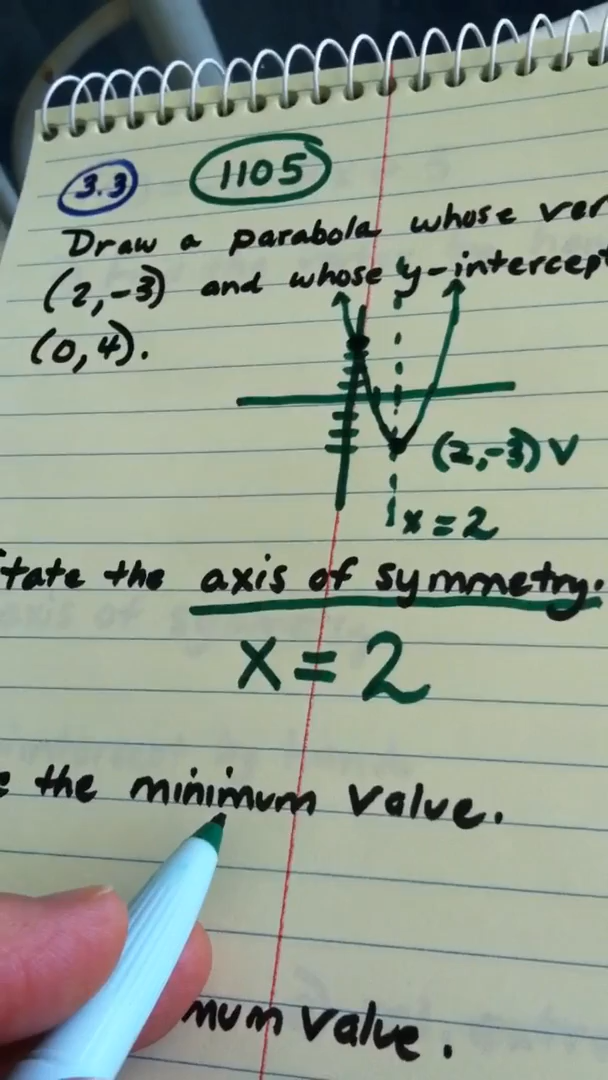 3.3 1105
Draw a parabola whose ver
(2,-3) and whose y-intercept
(0,4).
(2,-3) V
x=2
tate the axis of symmetry.
x=2
the minimum value.
mum value.